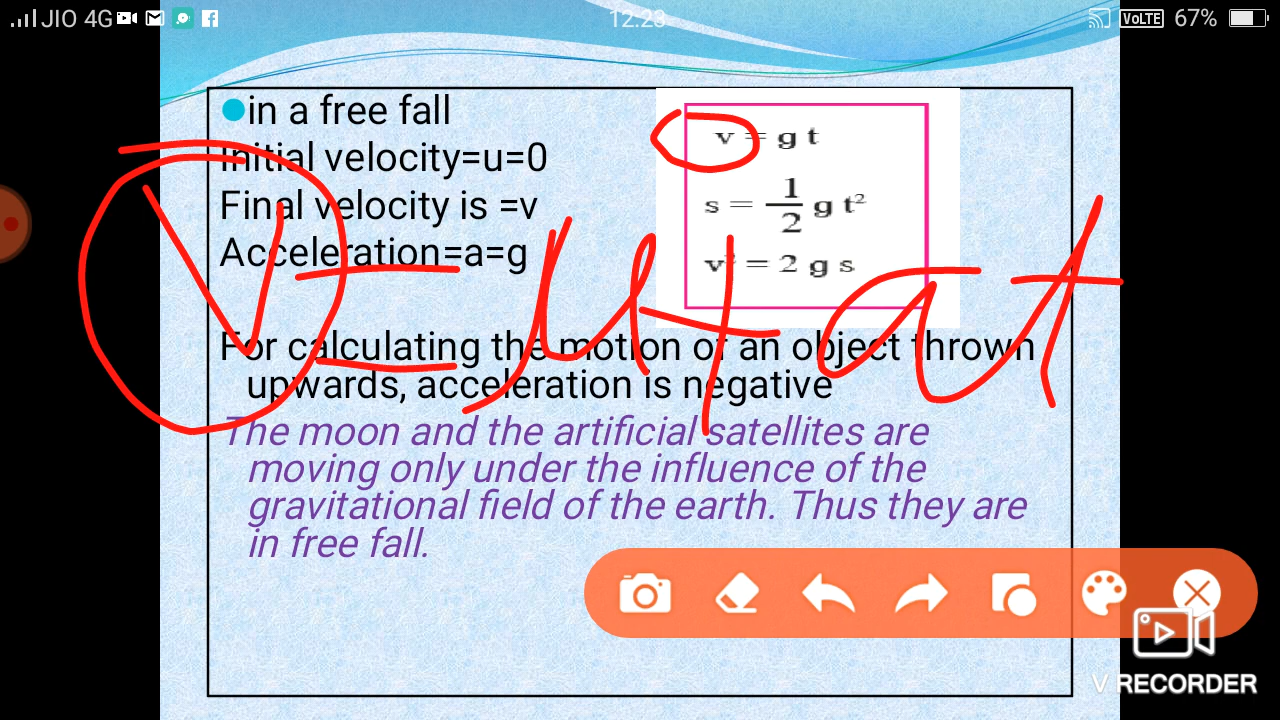 JIO 4G 12.23 VoLTE 67%
in a free fall
Initial velocity=u=0
Final velocity is =v
Acceleration=a=g
v = g t
s = 1/2 g t²
v² = 2 g s
V = u + at
For calculating the motion of an object thrown
upwards, acceleration is negative
The moon and the artificial satellites are
moving only under the influence of the
gravitational field of the earth. Thus they are
in free fall.
V RECORDER